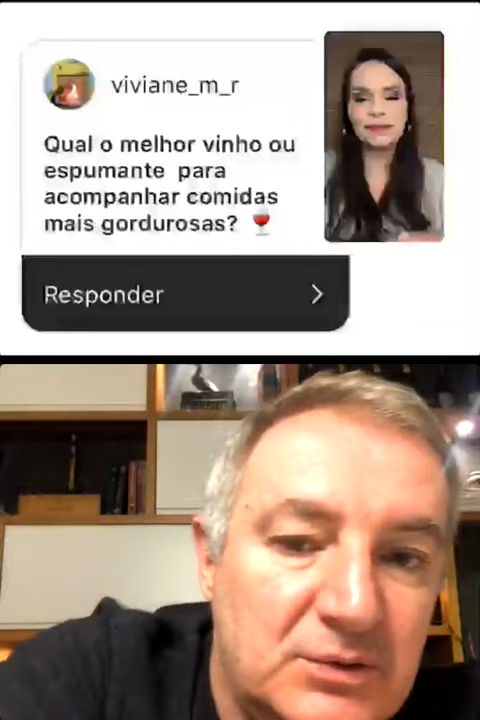 viviane_m_r
Qual o melhor vinho ou
espumante para
acompanhar comidas
mais gordurosas? 🍷
Responder